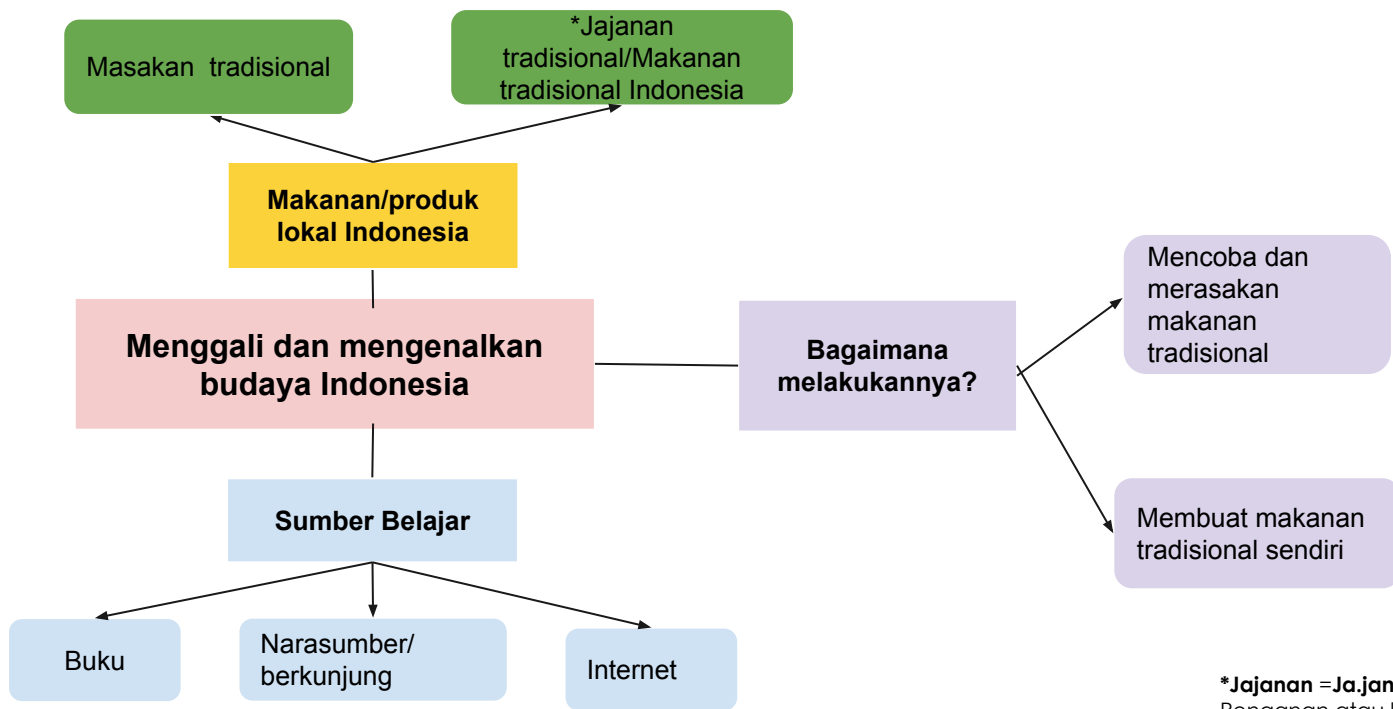 Masakan tradisional
*Jajanan
tradisional/Makanan
tradisional Indonesia
Makanan/produk
lokal Indonesia
Menggali dan mengenalkan
budaya Indonesia
Bagaimana
melakukannya?
Mencoba dan
merasakan
makanan
tradisional
Membuat makanan
tradisional sendiri
Sumber Belajar
Buku
Narasumber/
berkunjung
Internet
*Jajanan =Ja.jan